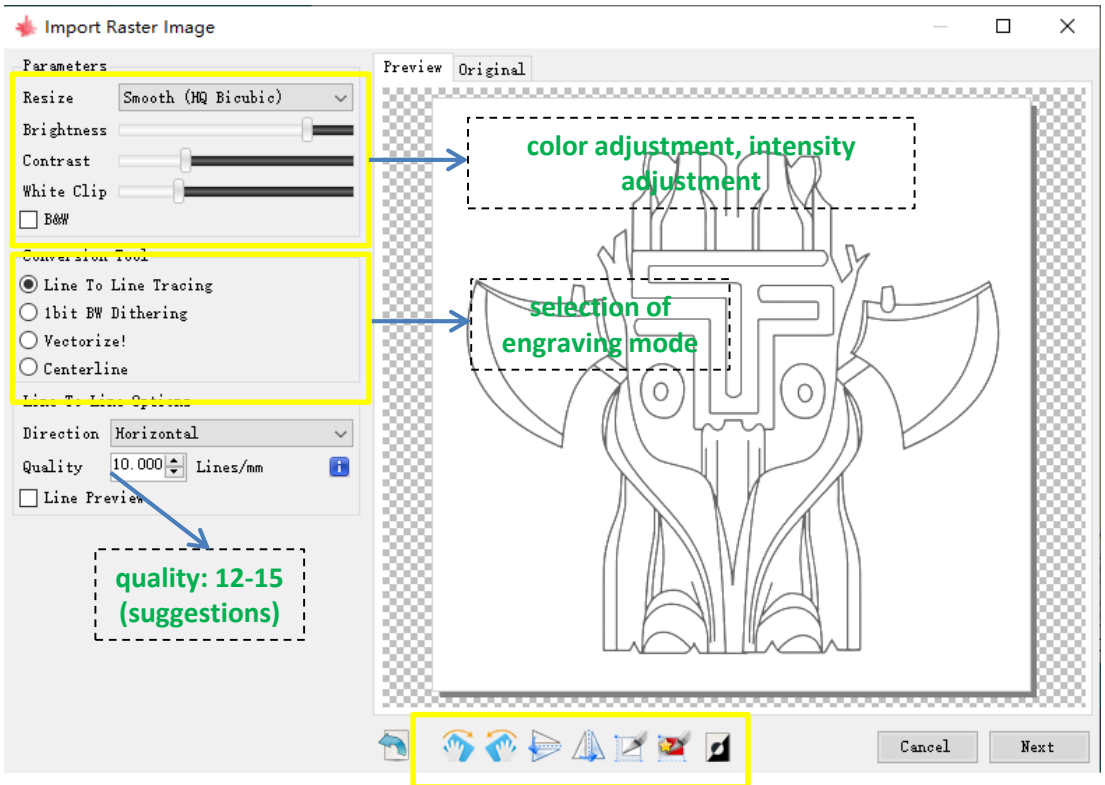 Import Raster Image
Parameters
Resize Smooth (HQ Bicubic)
Brightness
Contrast
White Clip
B&W
Conversion Tool
Line To Line Tracing
1bit BW Dithering
Vectorize!
Centerline
Line To Line Options
Direction Horizontal
Quality 10.000 Lines/mm
Line Preview
quality: 12-15
(suggestions)
Preview Original
color adjustment, intensity
adjustment
selection of
engraving mode
Cancel Next